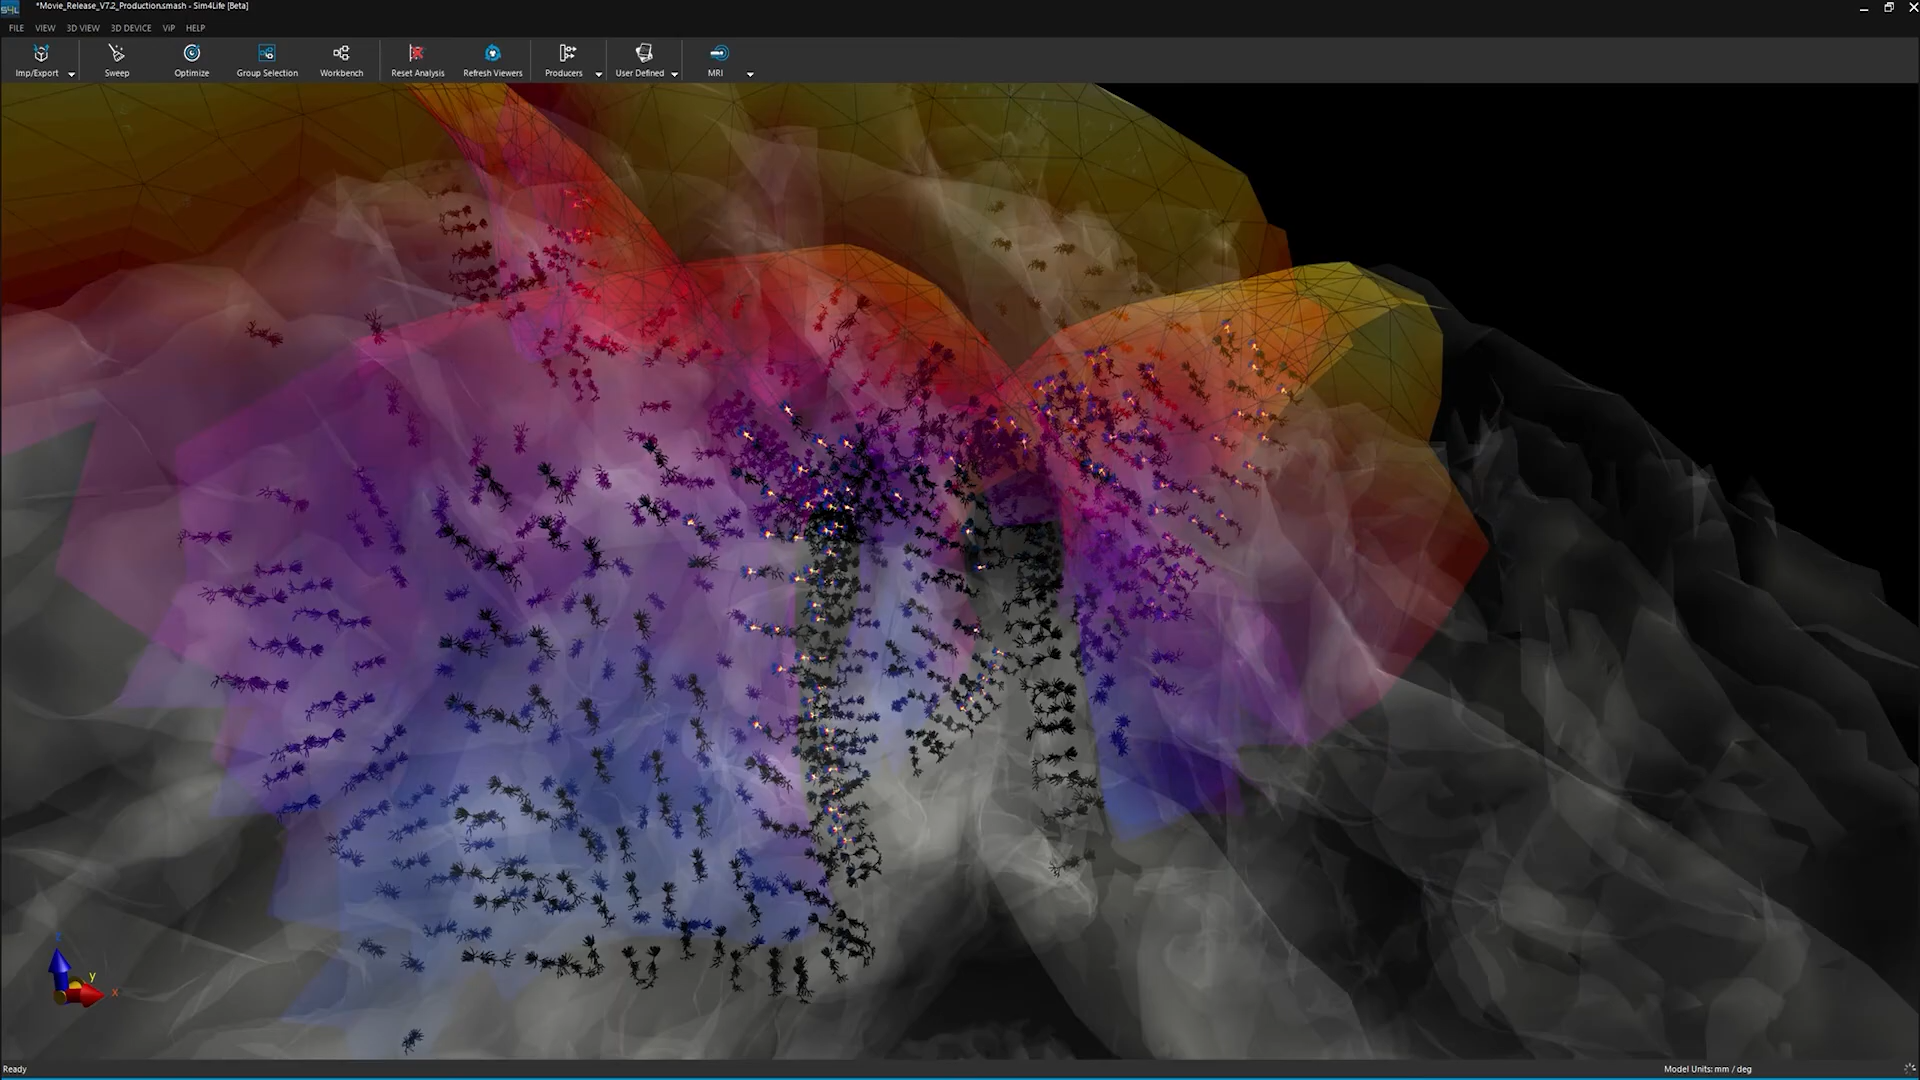 S4L
*Movie_Release_V7.2_Production.smash - Sim4Life [Beta]
FILE VIEW 3D VIEW 3D DEVICE ViP HELP
Imp/Export Sweep Optimize Group Selection Workbench Reset Analysis Refresh Viewers Producers User Defined MRI
z
y
x
Ready Model Units: mm / deg